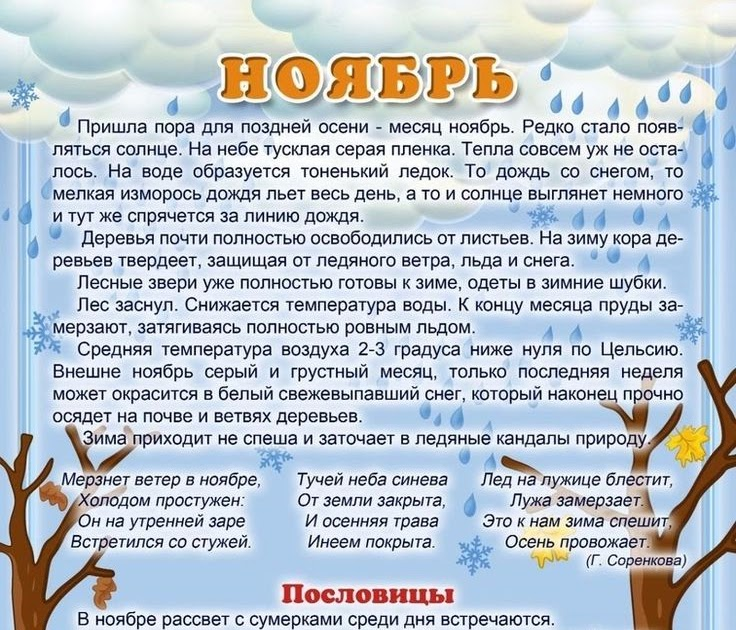 НОЯБРЬ
Пришла пора для поздней осени - месяц ноябрь. Редко стало появ-
ляться солнце. На небе тусклая серая пленка. Тепла совсем уж не оста-
лось. На воде образуется тоненький ледок. То дождь со снегом, то
мелкая изморось дождя льет весь день, а то и солнце выглянет немного
и тут же спрячется за линию дождя.
Деревья почти полностью освободились от листьев. На зиму кора де-
ревьев твердеет, защищая от ледяного ветра, льда и снега.
Лесные звери уже полностью готовы к зиме, одеты в зимние шубки.
Лес заснул. Снижается температура воды. К концу месяца пруды за-
мерзают, затягиваясь полностью ровным льдом.
Средняя температура воздуха 2-3 градуса ниже нуля по Цельсию.
Внешне ноябрь серый и грустный месяц, только последняя неделя
может окрасится в белый свежевыпавший снег, который наконец прочно
осядет на почве и ветвях деревьев.
Зима приходит не спеша и заточает в ледяные кандалы природу.
Мерзнет ветер в ноябре,
Холодом простужен:
Он на утренней заре
Встретился со стужей.
Тучей неба синева
От земли закрыта,
И осенняя трава
Инеем покрыта.
Лед на лужице блестит,
Лужа замерзает.
Это к нам зима спешит,
Осень провожает.
(Г. Соренкова)
Пословицы
В ноябре рассвет с сумерками среди дня встречаются.